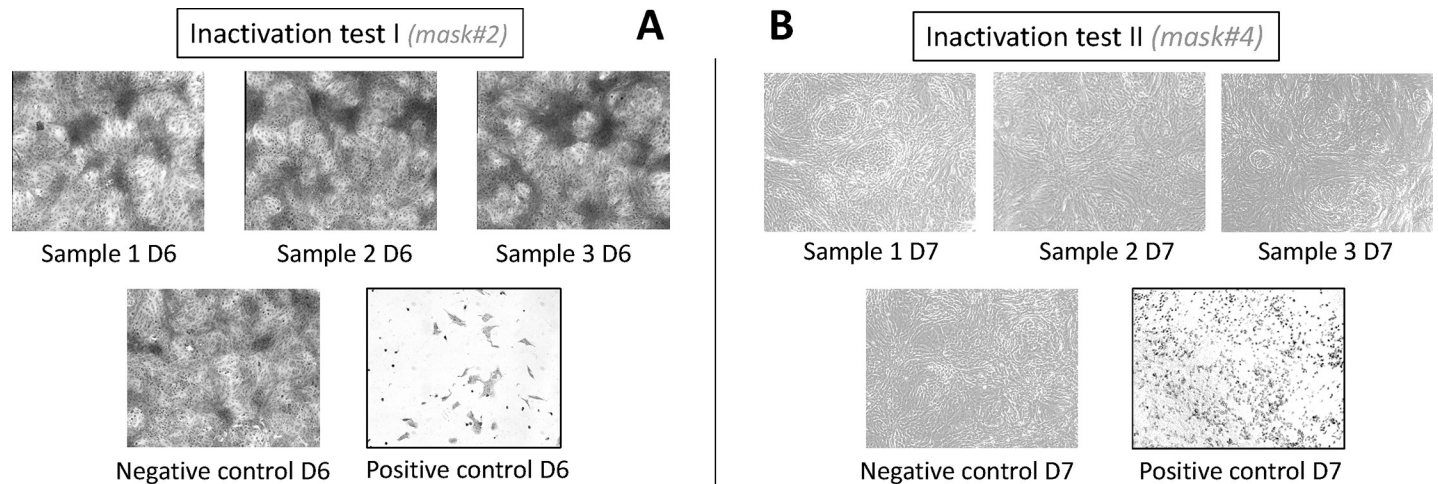 Inactivation test I (mask#2)
A
Sample 1 D6
Sample 2 D6
Sample 3 D6
Negative control D6
Positive control D6
B
Inactivation test II (mask#4)
Sample 1 D7
Sample 2 D7
Sample 3 D7
Negative control D7
Positive control D7